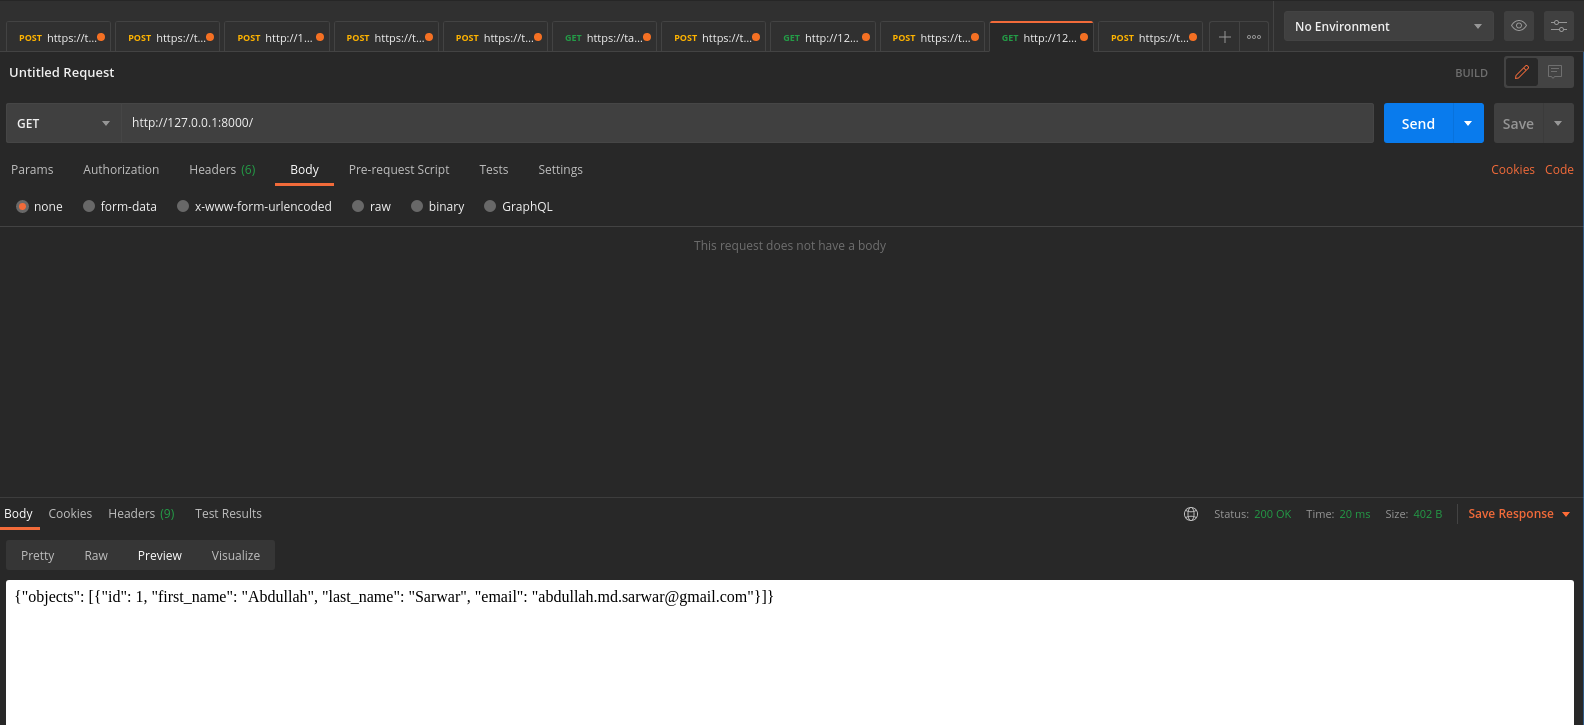 POST https://t... POST https://t... POST http://1... POST https://t... POST https://t... GET https://ta... POST https://t... GET http://12... POST https://t... GET http://12... POST https://t... No Environment
Untitled Request BUILD
GET http://127.0.0.1:8000/ Send Save
Params Authorization Headers (6) Body Pre-request Script Tests Settings Cookies Code
none form-data x-www-form-urlencoded raw binary GraphQL
This request does not have a body
Body Cookies Headers (9) Test Results Status: 200 OK Time: 20 ms Size: 402 B Save Response
Pretty Raw Preview Visualize
{"objects": [{"id": 1, "first_name": "Abdullah", "last_name": "Sarwar", "email": "abdullah.md.sarwar@gmail.com"}]}